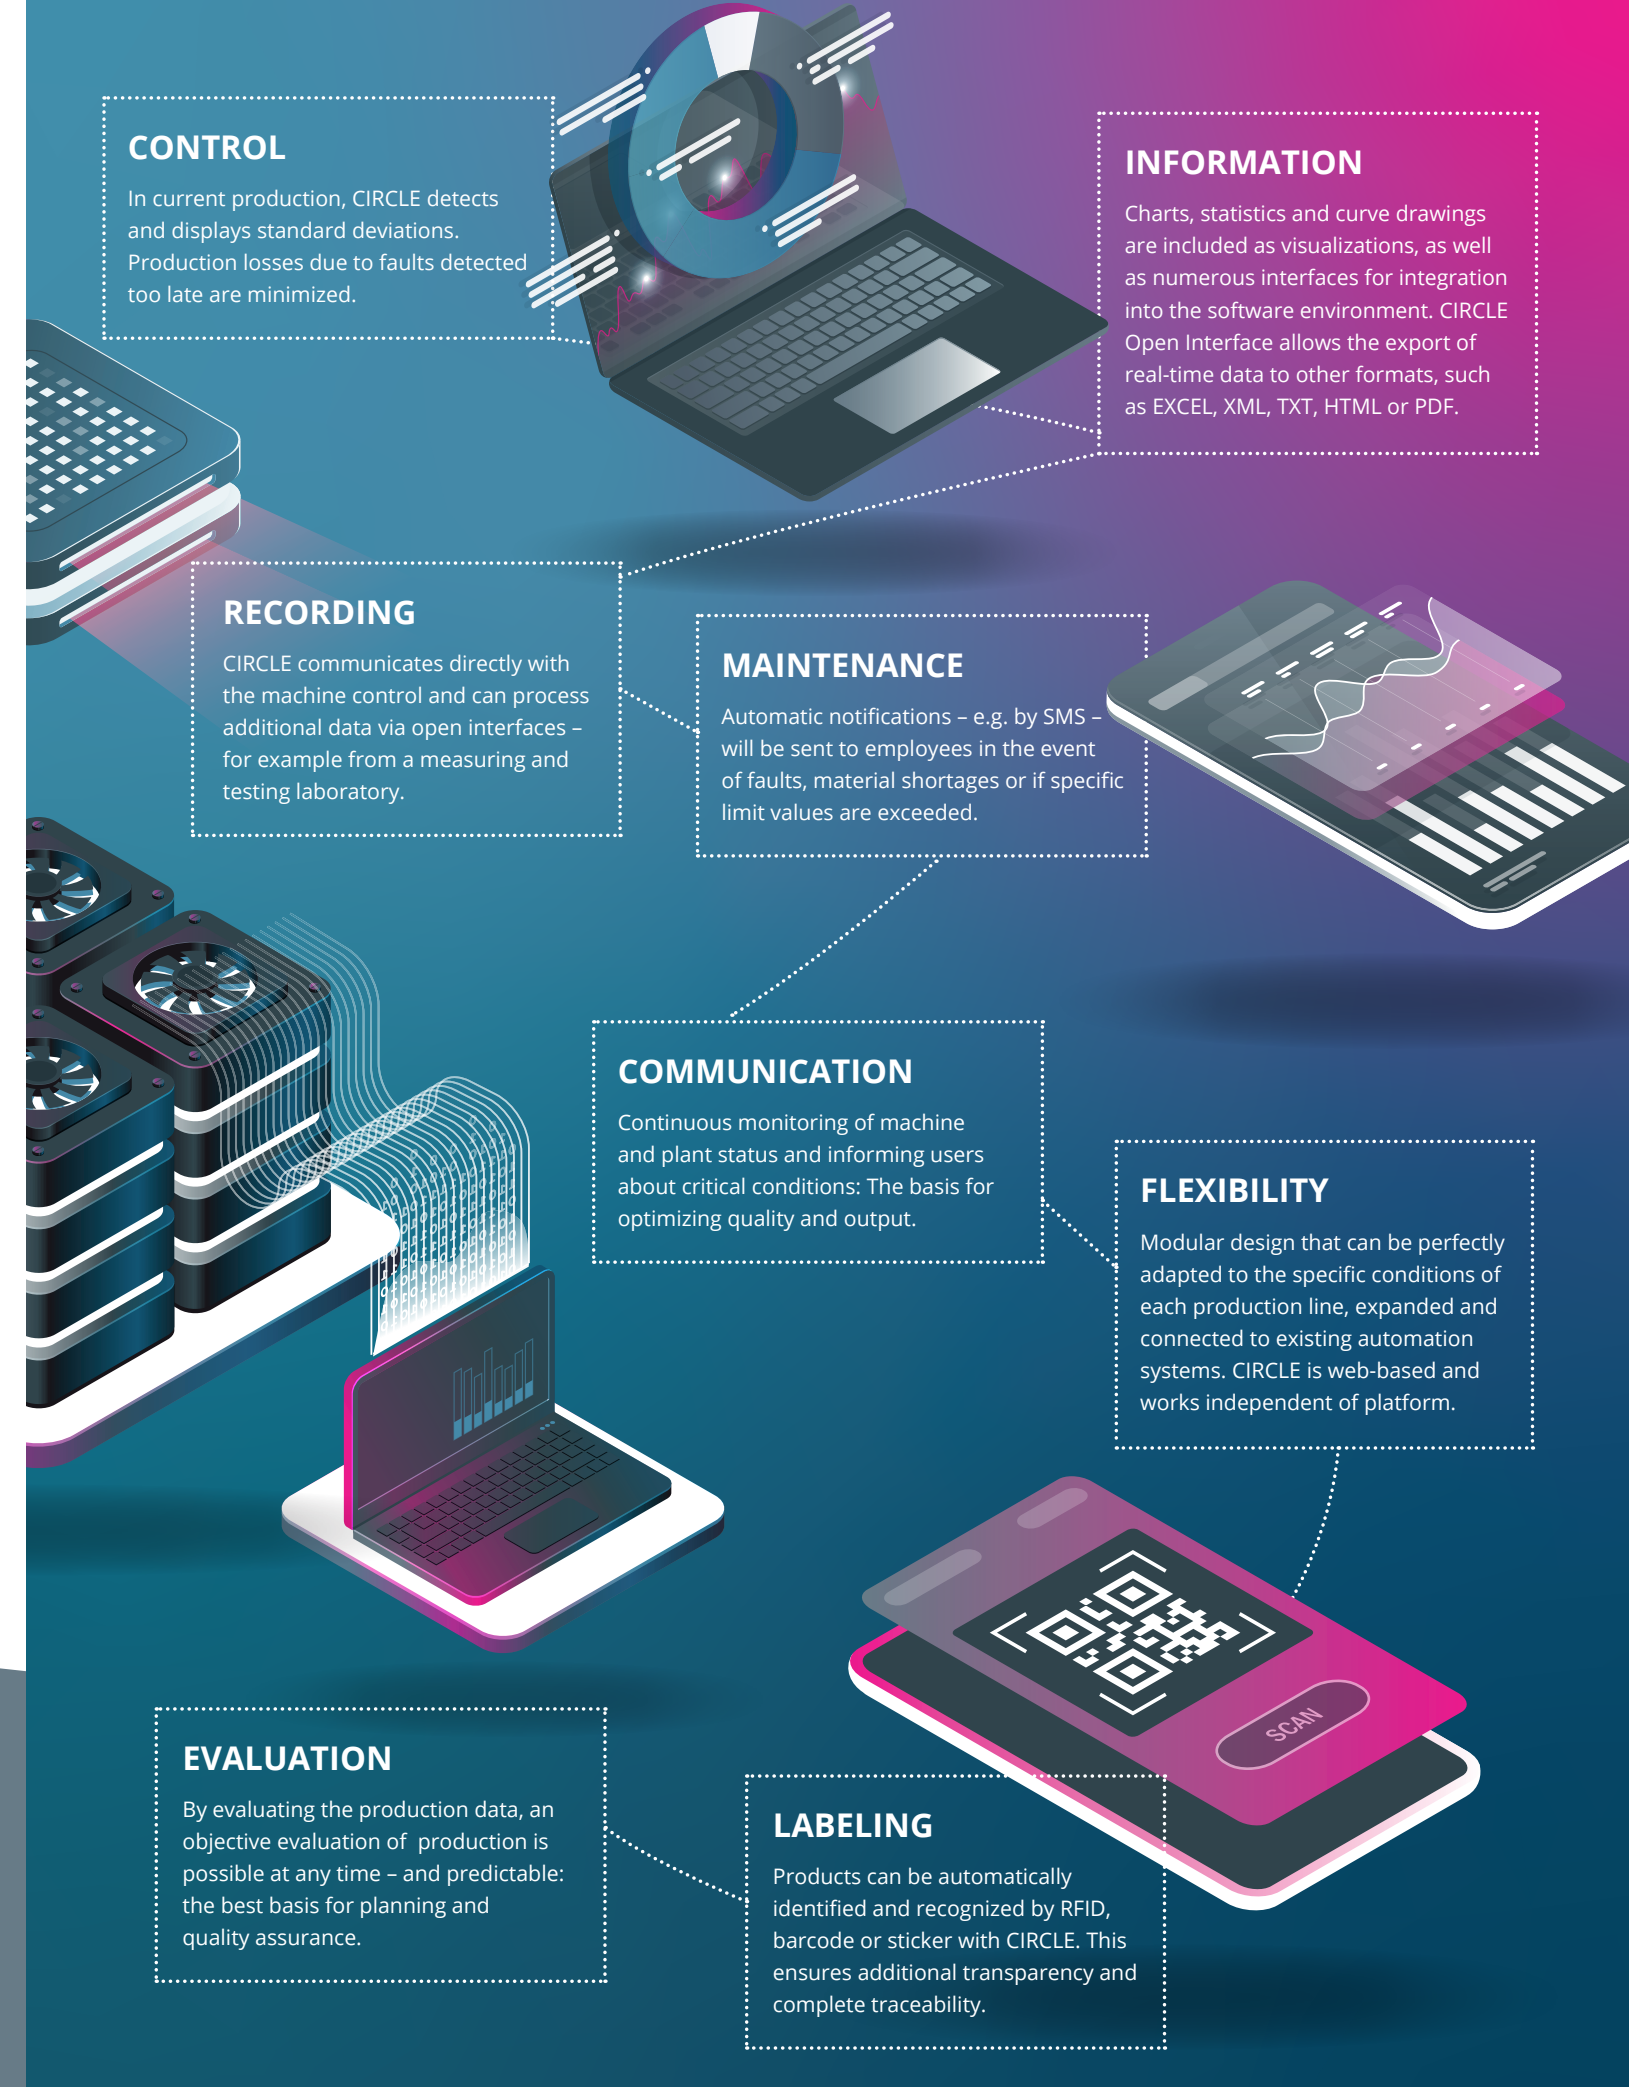 CONTROL
In current production, CIRCLE detects
and displays standard deviations.
Production losses due to faults detected
too late are minimized.
INFORMATION
Charts, statistics and curve drawings
are included as visualizations, as well
as numerous interfaces for integration
into the software environment. CIRCLE
Open Interface allows the export of
real-time data to other formats, such
as EXCEL, XML, TXT, HTML or PDF.
RECORDING
CIRCLE communicates directly with
the machine control and can process
additional data via open interfaces –
for example from a measuring and
testing laboratory.
MAINTENANCE
Automatic notifications – e.g. by SMS –
will be sent to employees in the event
of faults, material shortages or if specific
limit values are exceeded.
COMMUNICATION
Continuous monitoring of machine
and plant status and informing users
about critical conditions: The basis for
optimizing quality and output.
FLEXIBILITY
Modular design that can be perfectly
adapted to the specific conditions of
each production line, expanded and
connected to existing automation
systems. CIRCLE is web-based and
works independent of platform.
SCAN
EVALUATION
By evaluating the production data, an
objective evaluation of  production is
possible at any time – and predictable:
the best basis for planning and
quality assurance.
LABELING
Products can be automatically
identified and recognized by RFID,
barcode or sticker with CIRCLE. This
ensures additional transparency and
complete traceability.